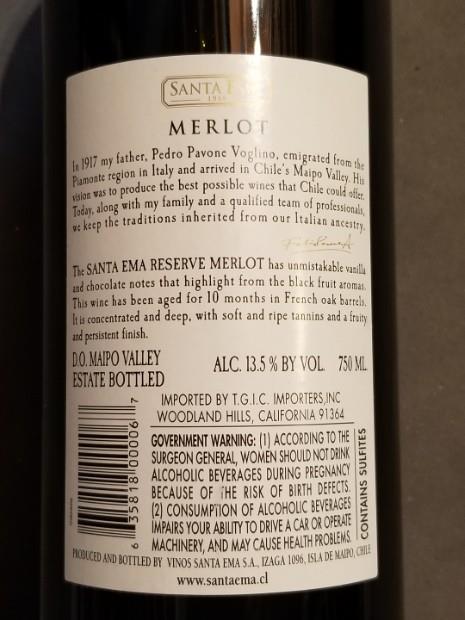 SANTA E
MERLOT
In 1917 my father, Pedro Pavone Voglino, emigrated from the
Piamonte region in Italy and arrived in Chile's Maipo Valley. His
vision was to produce the best possible wines that Chile could offer.
Today, along with my family and a qualified team of professionals,
we keep the traditions inherited from our Italian ancestry.
The SANTA EMA RESERVE MERLOT has unmistakable vanilla
and chocolate notes that highlight from the black fruit aromas.
This wine has been aged for 10 months in French oak barrels.
It is concentrated and deep, with soft and ripe tannins and a fruity
and persistent finish.
D.O. MAIPO VALLEY
ESTATE BOTTLED
ALC. 13.5 % BY VOL. 750 ML.
IMPORTED BY T.G.I.C. IMPORTERS,INC
WOODLAND HILLS, CALIFORNIA 91364
GOVERNMENT WARNING: (1) ACCORDING TO THE
SURGEON GENERAL, WOMEN SHOULD NOT DRINK
ALCOHOLIC BEVERAGES DURING PREGNANCY
BECAUSE OF THE RISK OF BIRTH DEFECTS.
(2) CONSUMPTION OF ALCOHOLIC BEVERAGES
IMPAIRS YOUR ABILITY TO DRIVE A CAR OR OPERATE
MACHINERY, AND MAY CAUSE HEALTH PROBLEMS.
CONTAINS SULFITES
6 35818 00006 7
PRODUCED AND BOTTLED BY VINOS SANTA EMA S.A., IZAGA 1096, ISLA DE MAIPO, CHILE
www.santaema.cl